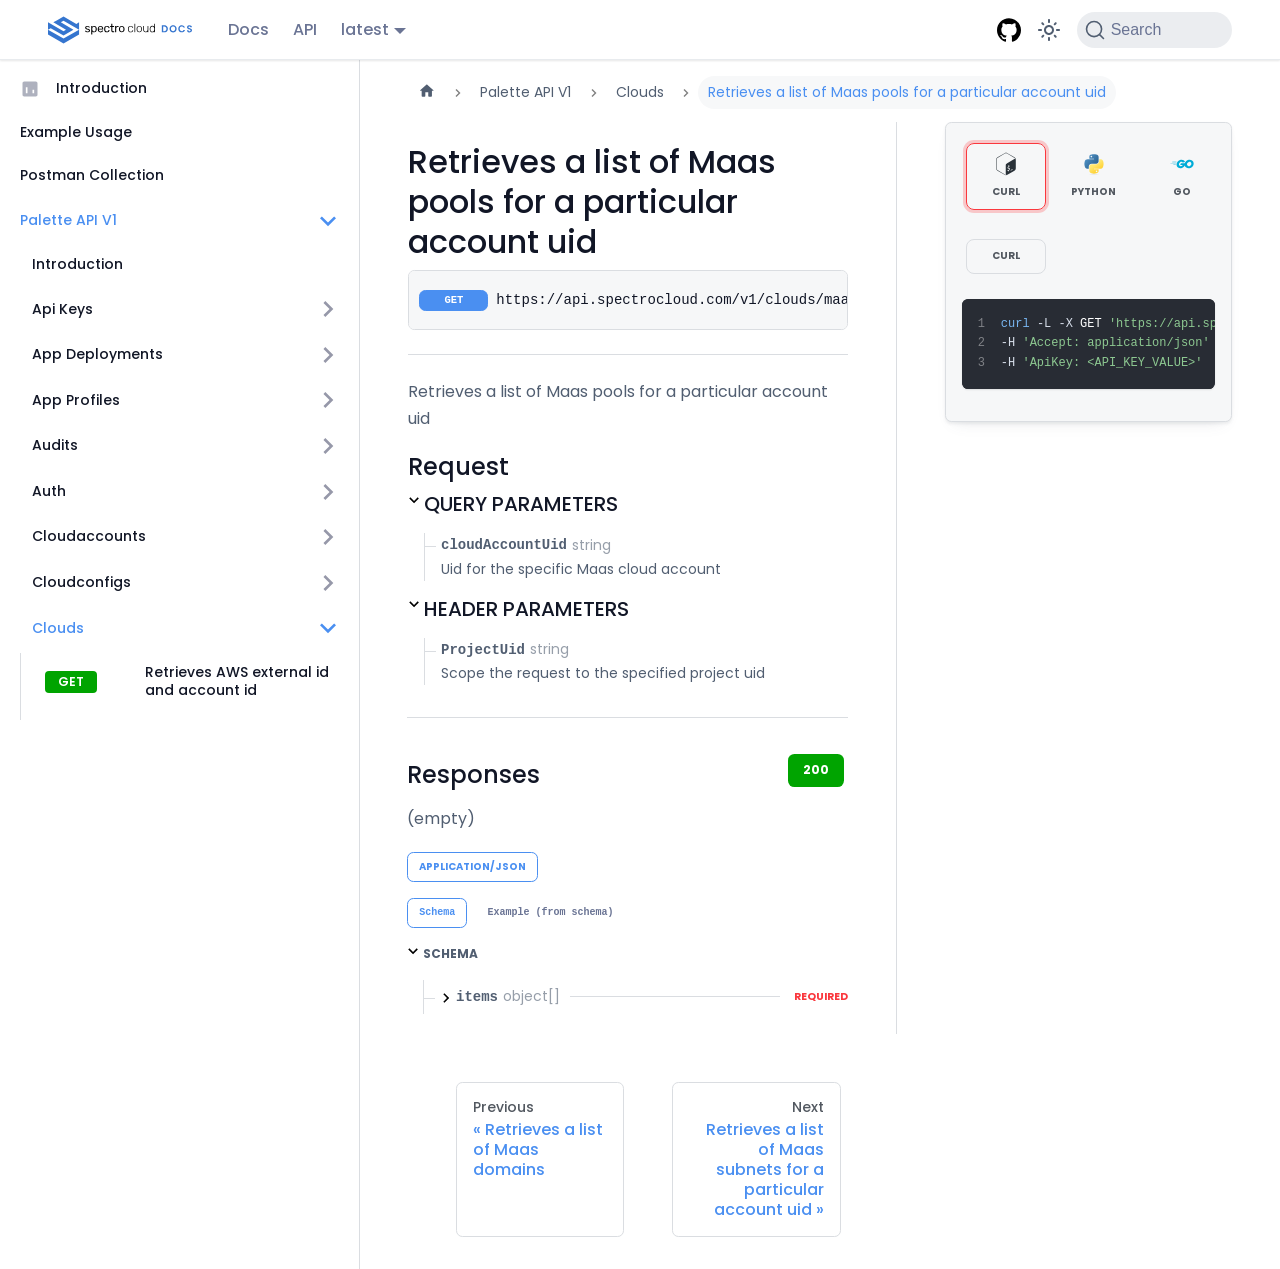 spectro cloud DOCS
Docs
API
latest
Search
Introduction
Example Usage
Postman Collection
Palette API V1
Introduction
Api Keys
App Deployments
App Profiles
Audits
Auth
Cloudaccounts
Cloudconfigs
Clouds
GET
Retrieves AWS external id
and account id
Palette API V1
Clouds
Retrieves a list of Maas pools for a particular account uid
Retrieves a list of Maas
pools for a particular
account uid
GET https://api.spectrocloud.com/v1/clouds/maa
Retrieves a list of Maas pools for a particular account
uid
Request
QUERY PARAMETERS
cloudAccountUid string
Uid for the specific Maas cloud account
HEADER PARAMETERS
ProjectUid string
Scope the request to the specified project uid
Responses
200
(empty)
APPLICATION/JSON
Schema
Example (from schema)
SCHEMA
items object[]
REQUIRED
CURL
PYTHON
GO
GO
CURL
1 curl -L -X GET 'https://api.sp
2 -H 'Accept: application/json'
3 -H 'ApiKey: <API_KEY_VALUE>'
Previous
« Retrieves a list
of Maas
domains
Next
Retrieves a list
of Maas
subnets for a
particular
account uid »